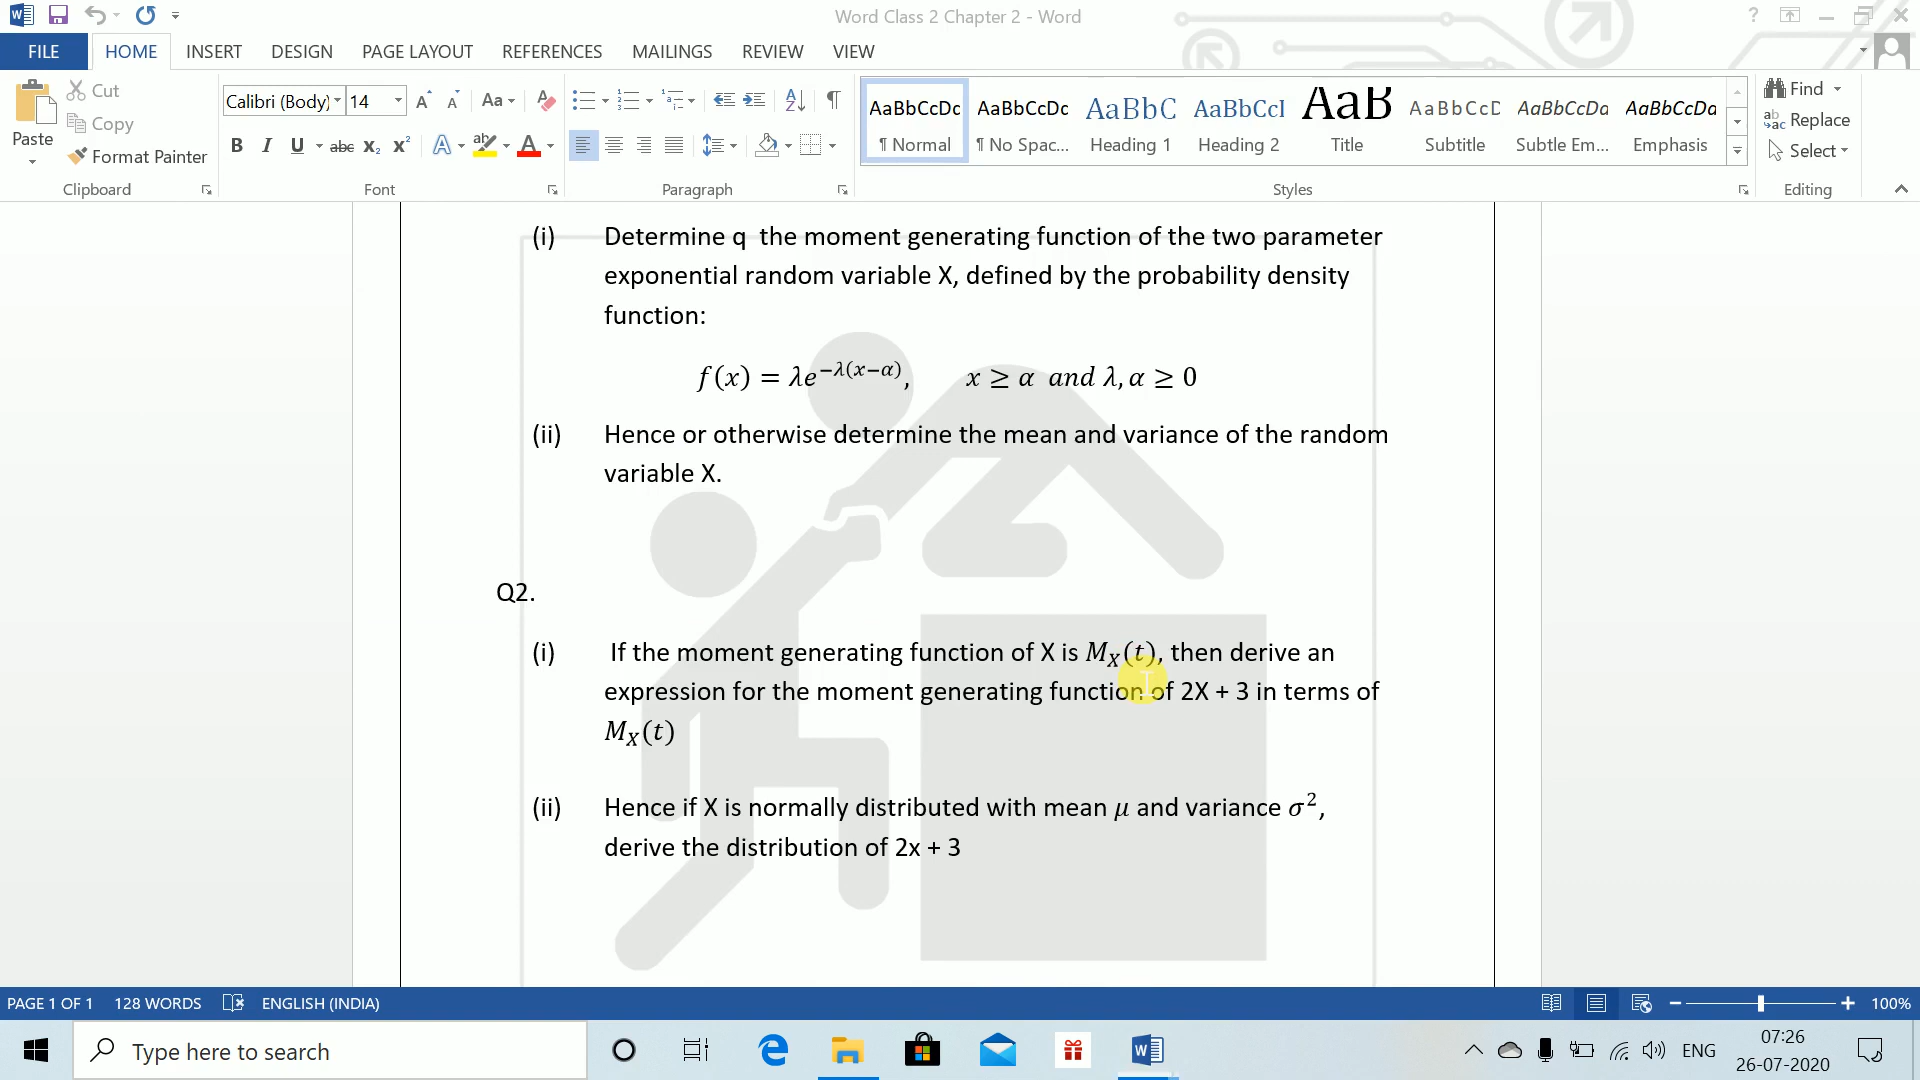 Word Class 2 Chapter 2 - Word
FILE HOME INSERT DESIGN PAGE LAYOUT REFERENCES MAILINGS REVIEW VIEW
Paste
Cut
Copy
Format Painter
Clipboard
Calibri (Body) 14
Font
Paragraph
AaBbCcDc AaBbCcDc AaBbC AaBbCcI AaB AaBbCcD AaBbCcDa AaBbCcDa
¶ Normal ¶ No Spac... Heading 1 Heading 2 Title Subtitle Subtle Em... Emphasis
Styles
Find
Replace
Select
Editing
(i) Determine q the moment generating function of the two parameter
exponential random variable X, defined by the probability density
function:
f(x) = λe^{−λ(x−α)}, x ≥ α and λ, α ≥ 0
(ii) Hence or otherwise determine the mean and variance of the random
variable X.
Q2.
(i) If the moment generating function of X is M_X(t), then derive an
expression for the moment generating function of 2X + 3 in terms of
M_X(t)
(ii) Hence if X is normally distributed with mean μ and variance σ²,
derive the distribution of 2x + 3
PAGE 1 OF 1 128 WORDS ENGLISH (INDIA) 100%
Type here to search
ENG
07:26
26-07-2020